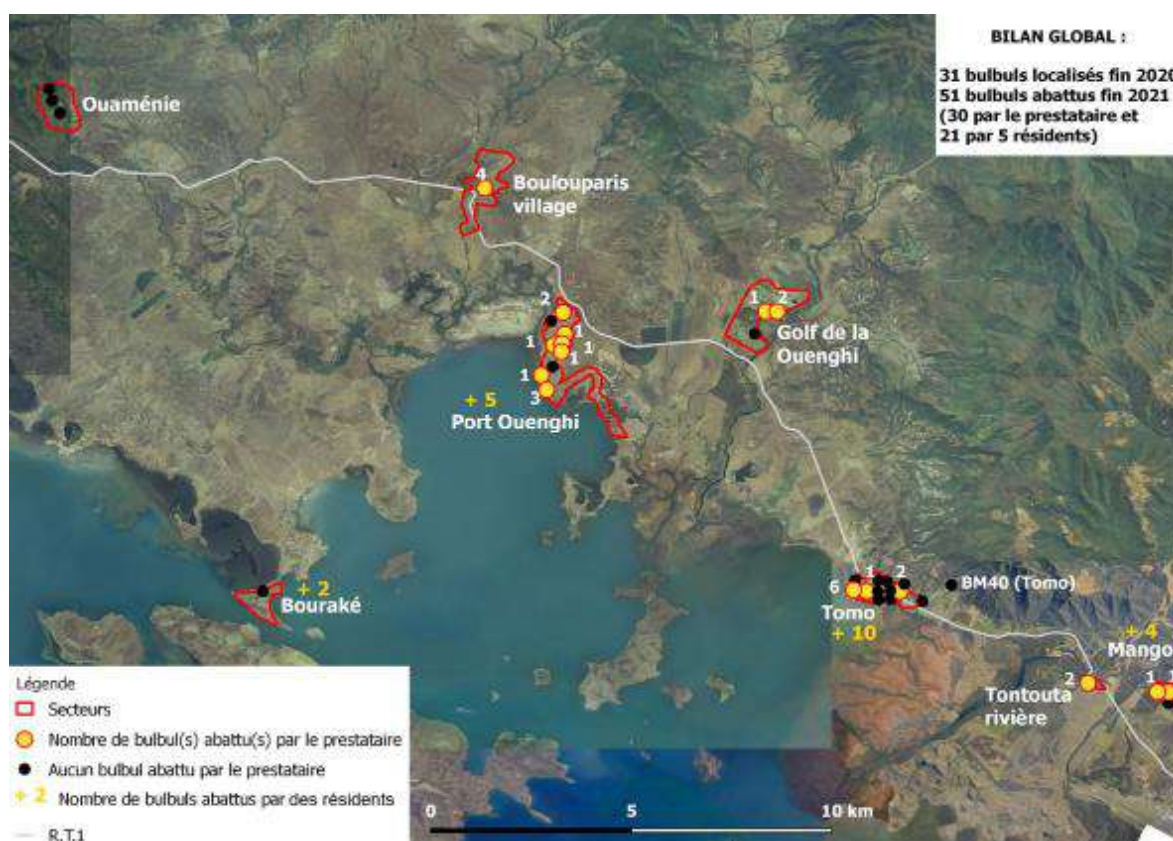 BILAN GLOBAL :
31 bulbuls localisés fin 2020
51 bulbuls abattus fin 2021
(30 par le prestataire et
21 par 5 résidents)
Ouaménie
4
Boulouparis
village
2
1
1
1
1
1
3
+ 5
Port Ouenghi
1 2
Golf de la
Ouenghi
+ 2
Bouraké
6
1 2
BM40 (Tomo)
Tomo
+ 10
+ 4
Mango
2
1
Tontouta
rivière
Légende
Secteurs
Nombre de bulbul(s) abattu(s) par le prestataire
Aucun bulbul abattu par le prestataire
+ 2 Nombre de bulbuls abattus par des résidents
R.T.1
0 5 10 km